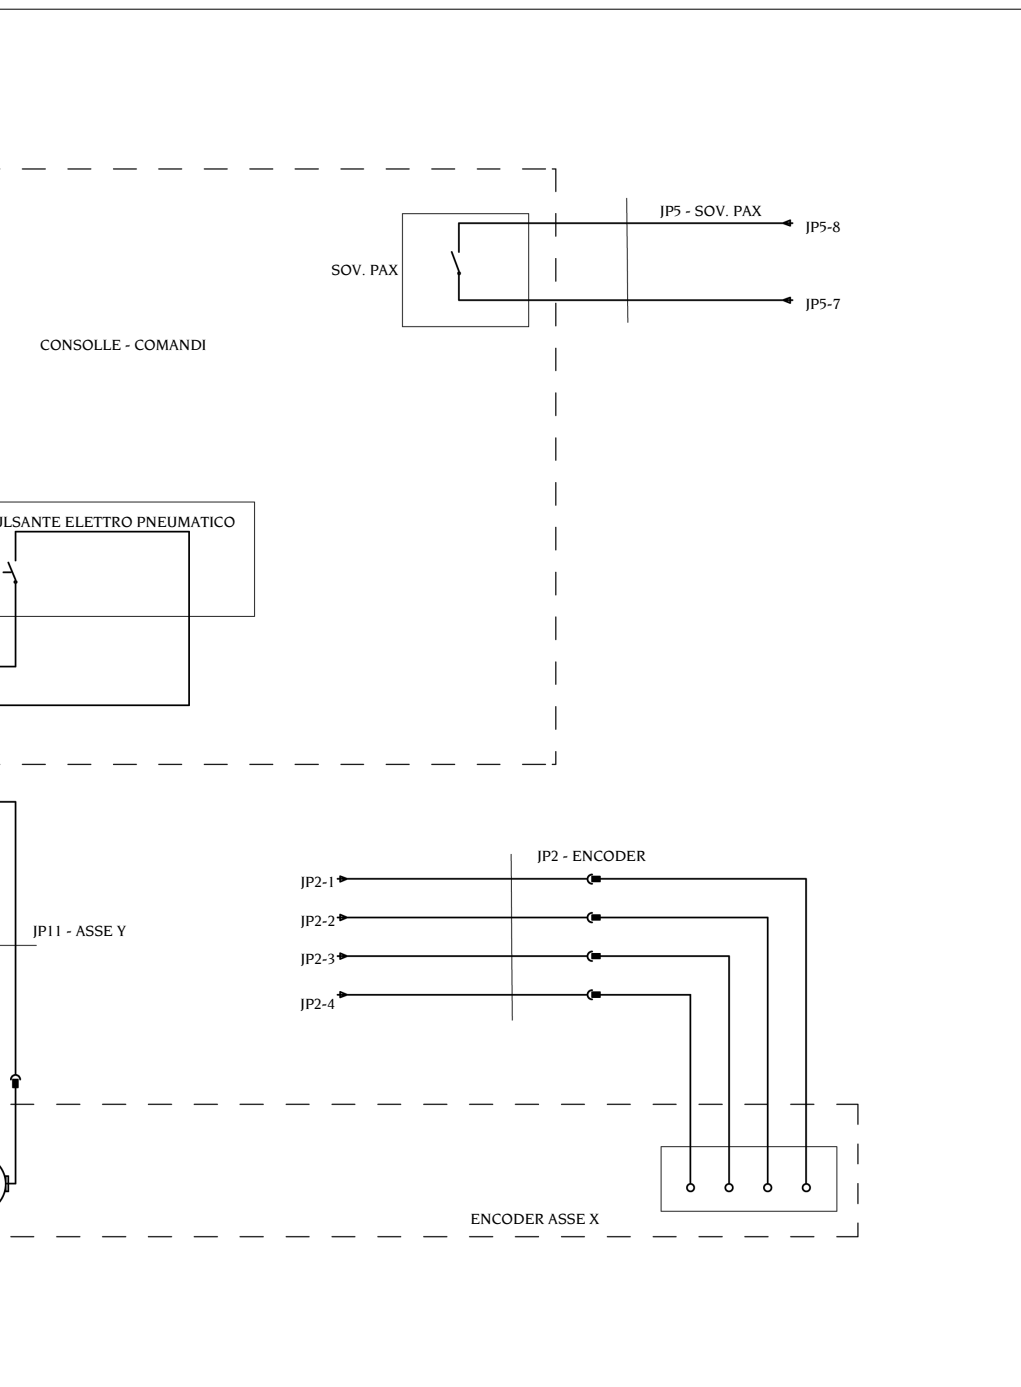 JP5 - SOV. PAX
JP5-8
SOV. PAX
JP5-7
CONSOLLE - COMANDI
ELETTRO PNEUMATICO
JP2 - ENCODER
JP2-1
JP2-2
JP11 - ASSE Y
JP2-3
JP2-4
ENCODER ASSE X